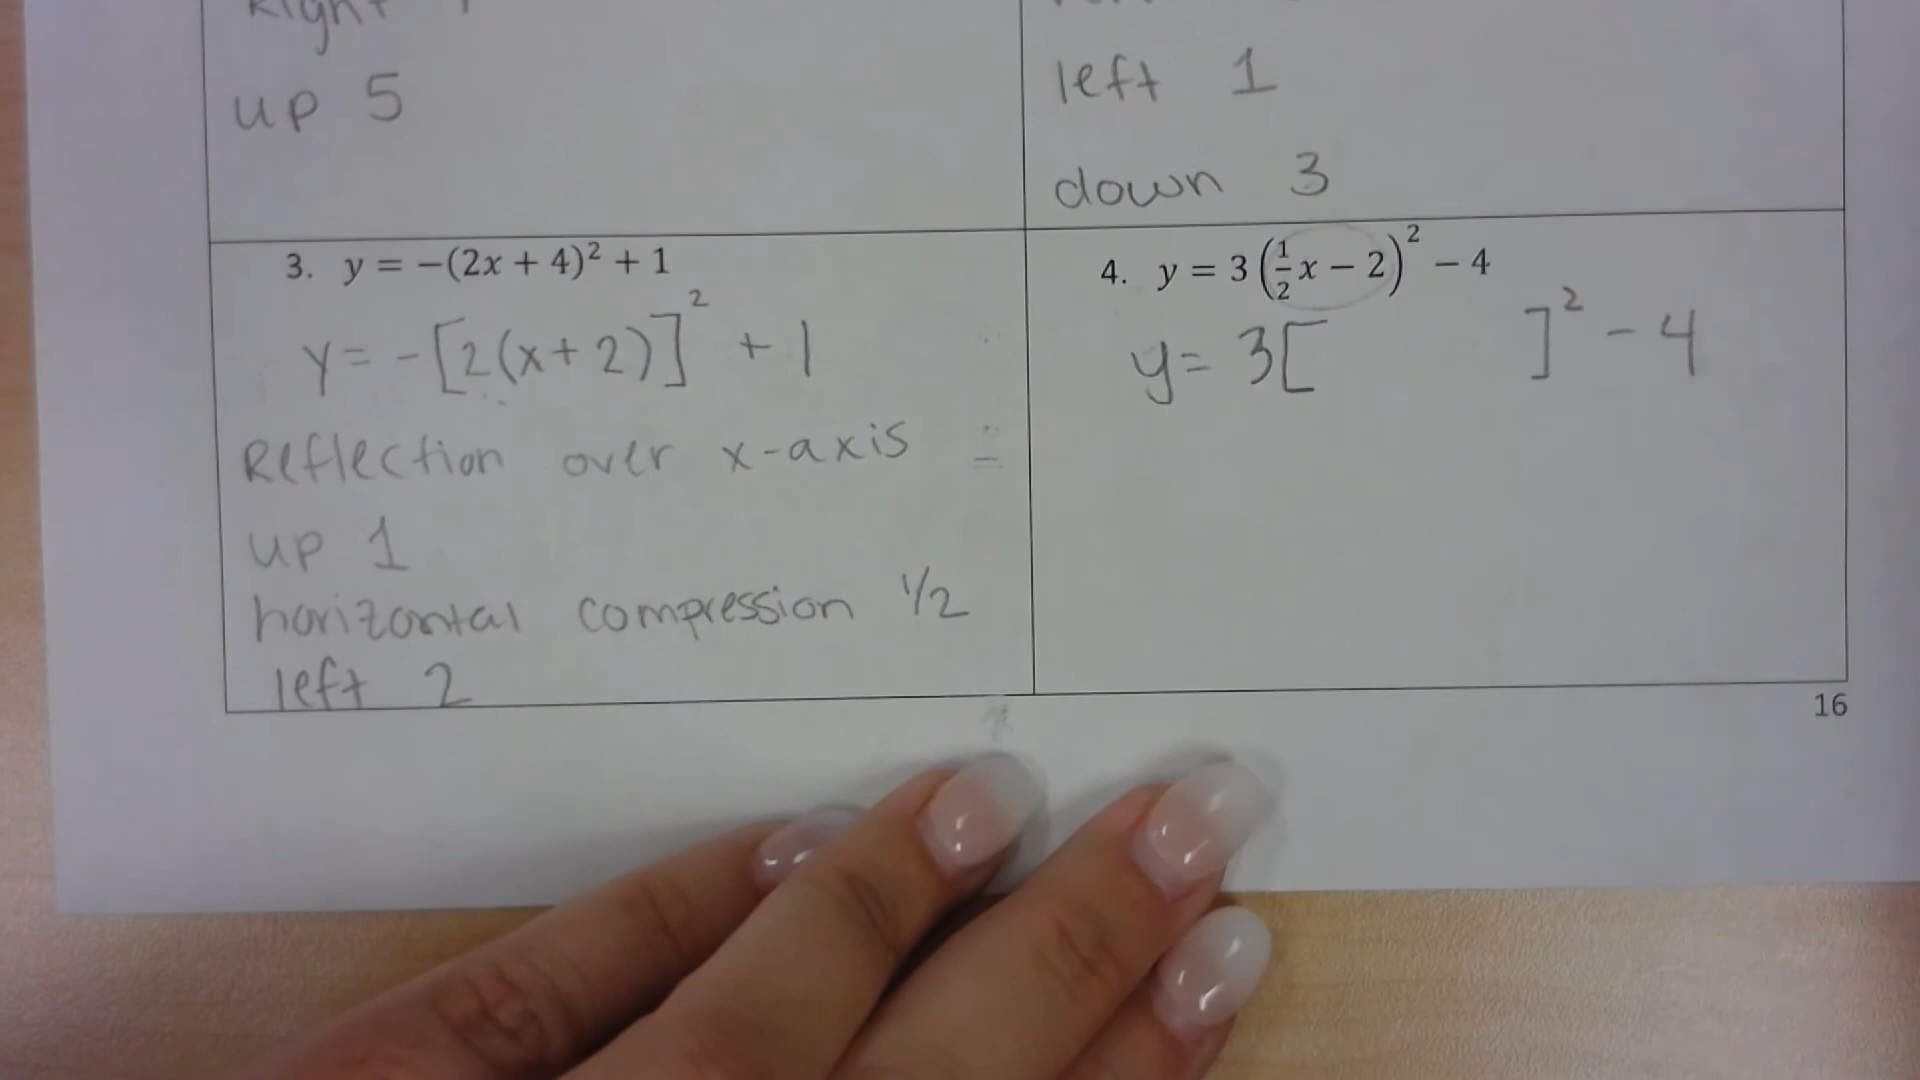 Right
up 5
left 1
down 3
3. y = −(2x + 4)² + 1
y = -[2(x+2)]² + 1
Reflection over x-axis
up 1
horizontal compression 1/2
left 2
4. y = 3(1/2x − 2)² − 4
y = 3[ ]² - 4
16